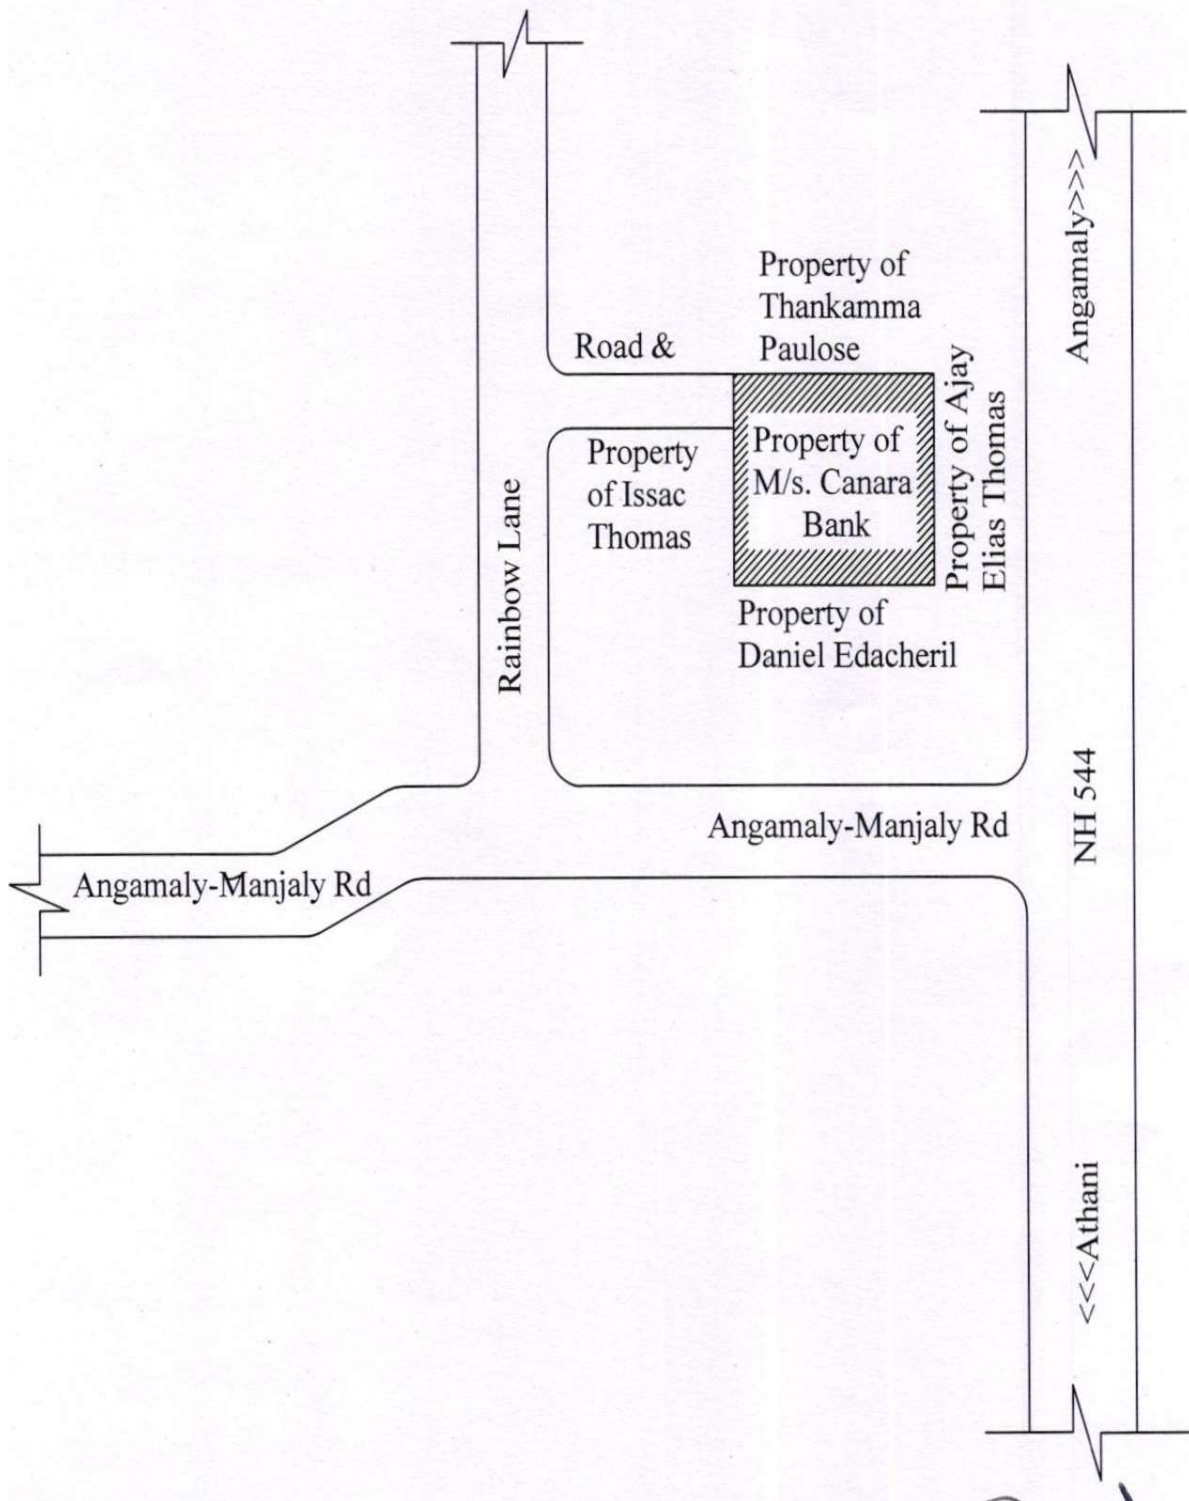 Angamaly>>>
Property of
Thankamma
Paulose
Road &
Property of Ajay
Elias Thomas
Property
of Issac
Thomas
Property of
M/s. Canara
Bank
Rainbow Lane
Property of
Daniel Edacheril
NH 544
Angamaly-Manjaly Rd
Angamaly-Manjaly Rd
<<<Athani